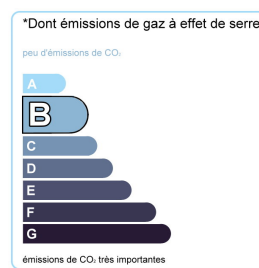 *Dont émissions de gaz à effet de serre
peu d'émissions de CO₂
A
B
C
D
E
F
G
émissions de CO₂ très importantes